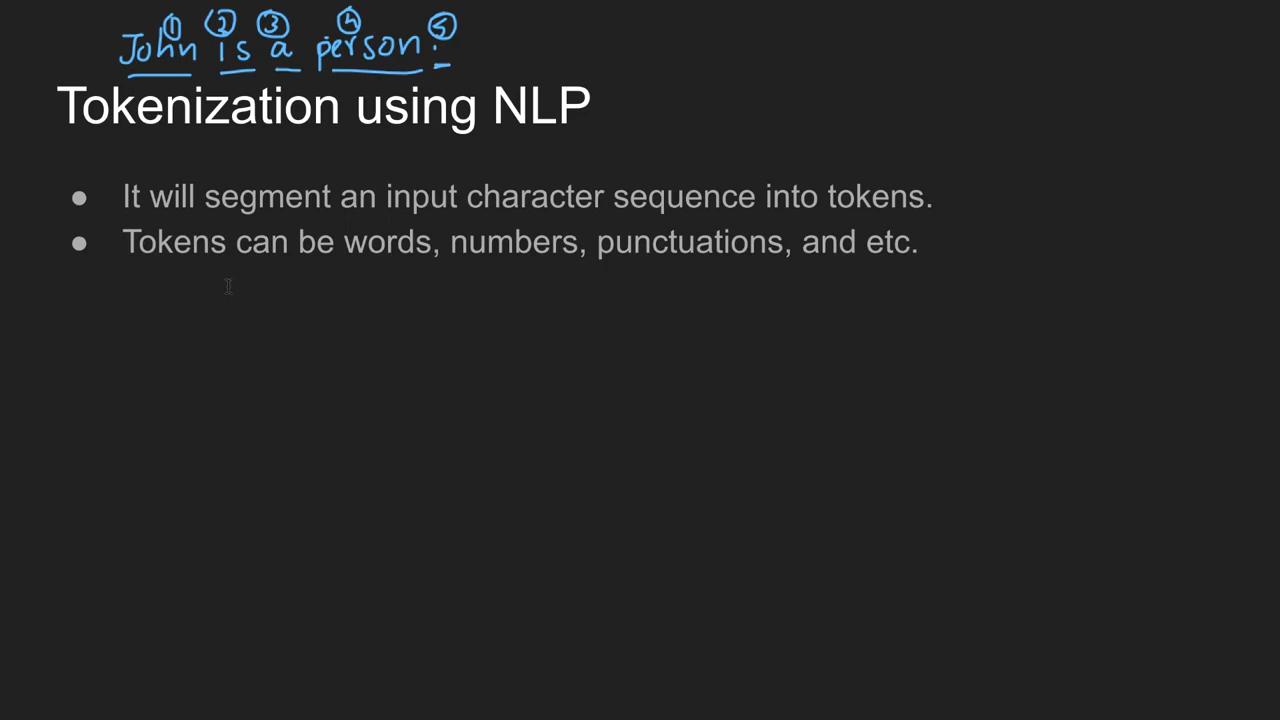 ① ② ③ ④ ⑤
John is a person .
Tokenization using NLP
● It will segment an input character sequence into tokens.
● Tokens can be words, numbers, punctuations, and etc.